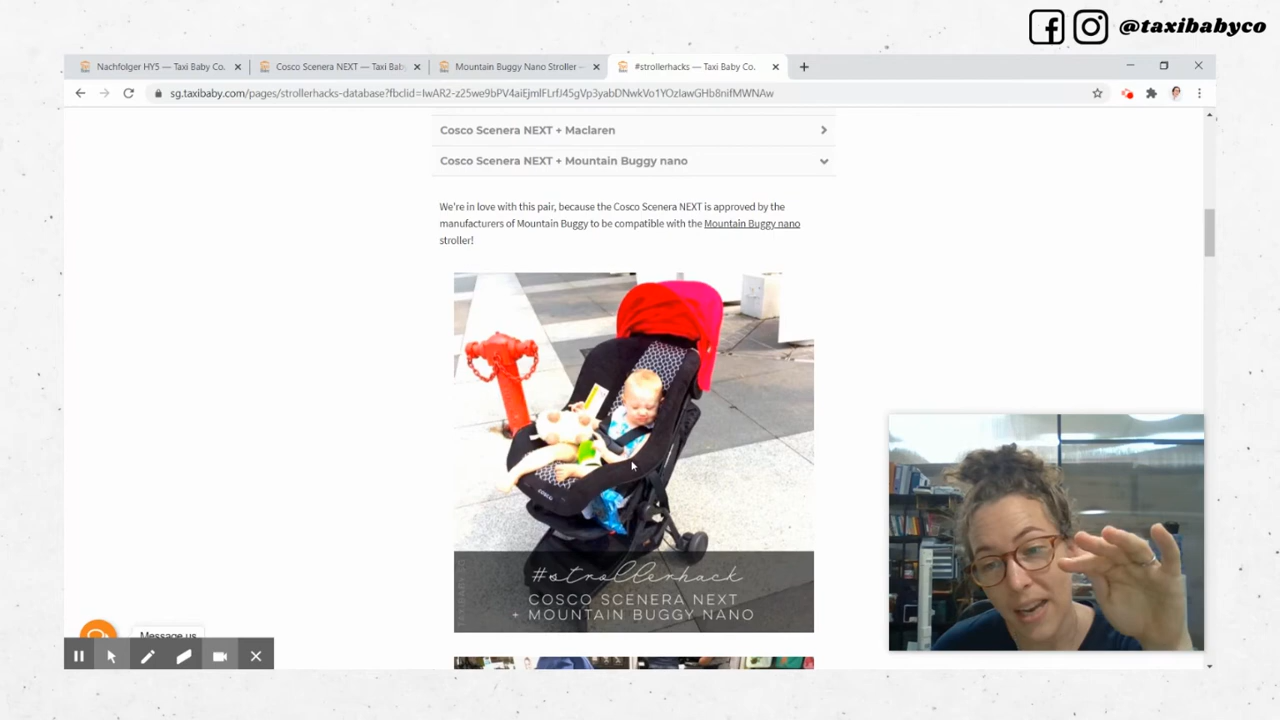 @taxibabyco
Nachfolger HY5 — Taxi Baby Co.
Cosco Scenera NEXT — Taxi Bab
Mountain Buggy Nano Stroller –
#strollerhacks — Taxi Baby Co.
sg.taxibaby.com/pages/strollerhacks-database?fbclid=IwAR2-z25we9bPV4aiEjmIFLrfJ45gVp3yabDNwkVo1YOzIawGHb8nifMWNAw
Cosco Scenera NEXT + Maclaren
Cosco Scenera NEXT + Mountain Buggy nano
We're in love with this pair, because the Cosco Scenera NEXT is approved by the
manufacturers of Mountain Buggy to be compatible with the Mountain Buggy nano
stroller!
#strollerhack
COSCO SCENERA NEXT
+ MOUNTAIN BUGGY NANO
Message us